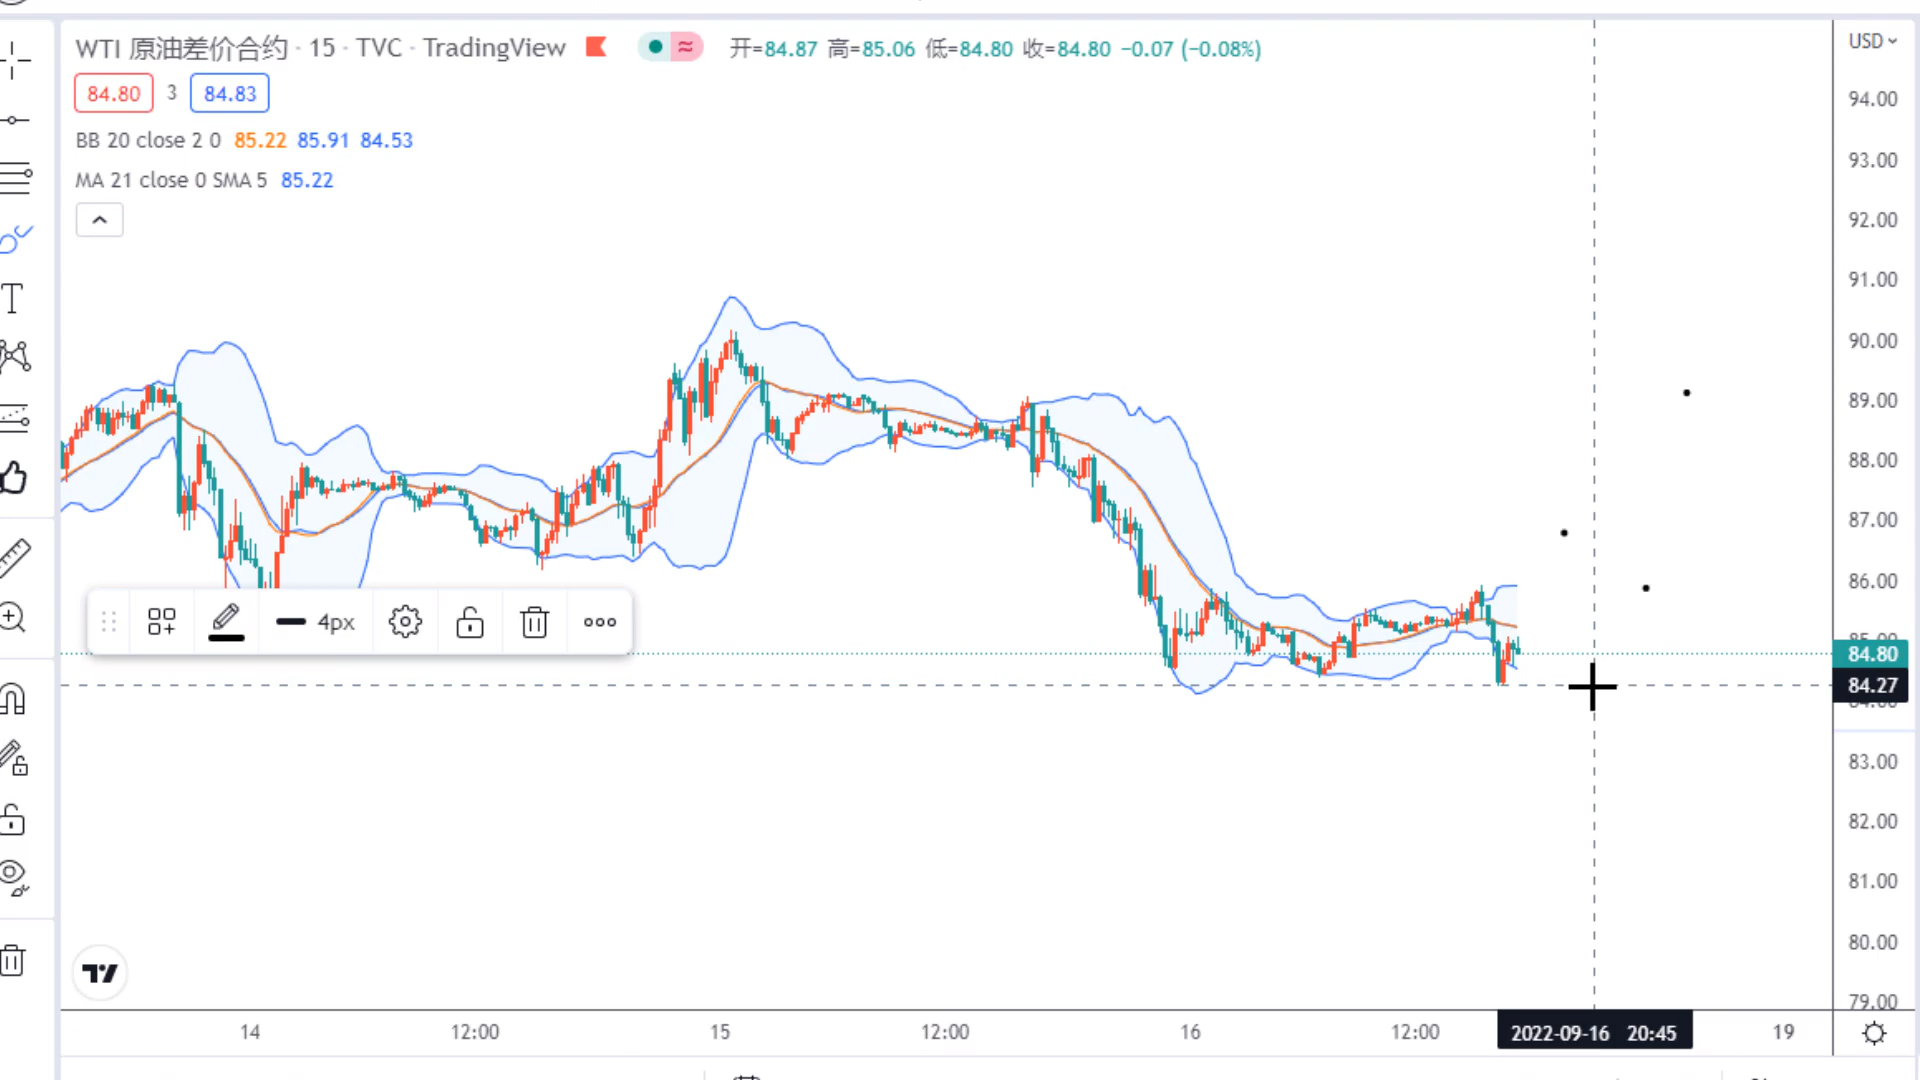 WTI 原油差价合约 · 15 · TVC · TradingView 开=84.87 高=85.06 低=84.80 收=84.80 −0.07 (−0.08%)
USD
84.80 3 84.83
BB 20 close 2 0 85.22 85.91 84.53
MA 21 close 0 SMA 5 85.22
94.00
93.00
92.00
91.00
90.00
89.00
88.00
87.00
86.00
85.00
84.80
84.27
84.00
83.00
82.00
81.00
80.00
79.00
T
4px
14 12:00 15 12:00 16 12:00 2022-09-16 20:45 19